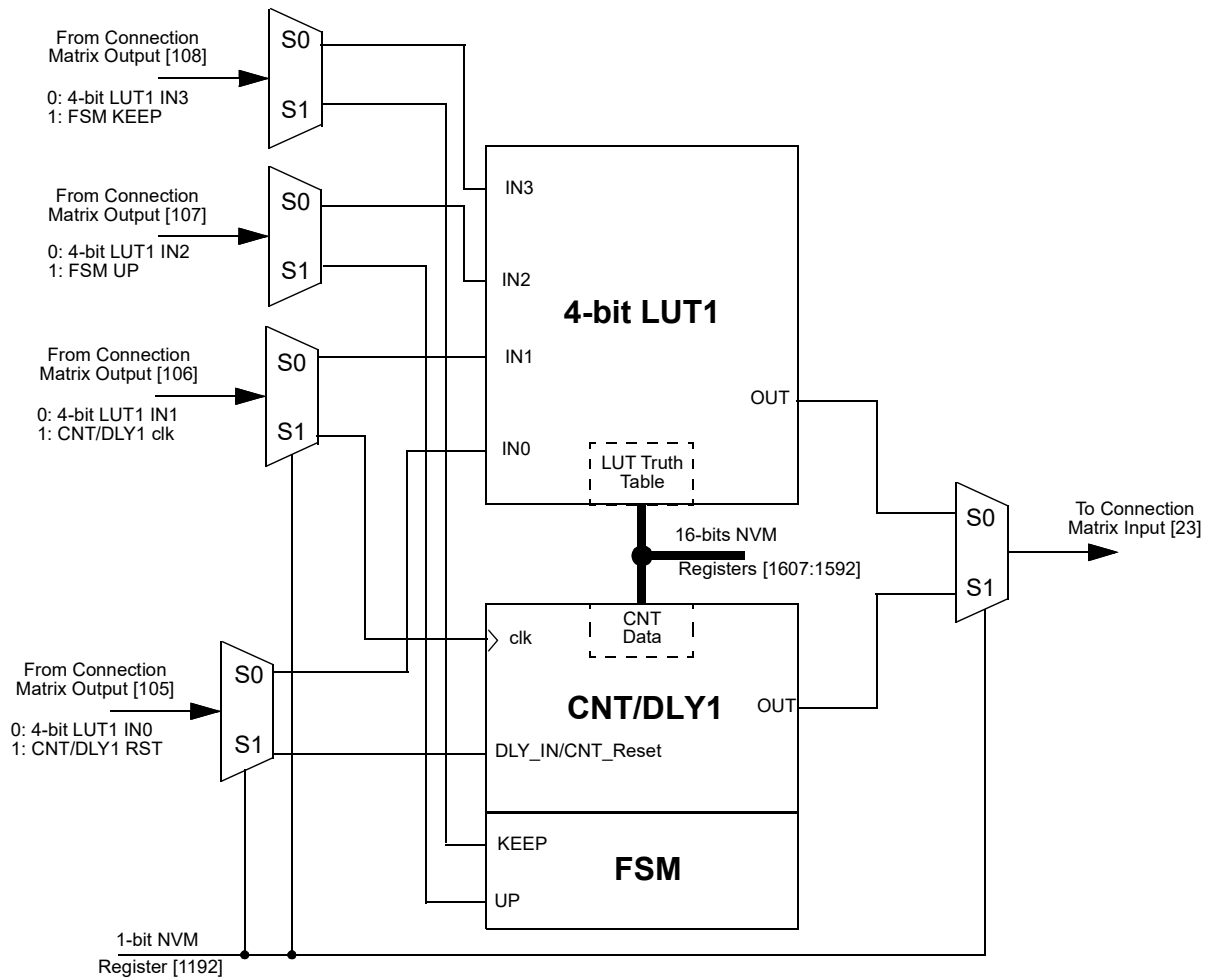 From Connection
Matrix Output [108]
0: 4-bit LUT1 IN3
1: FSM KEEP
S0
S1
From Connection
Matrix Output [107]
0: 4-bit LUT1 IN2
1: FSM UP
S0
S1
From Connection
Matrix Output [106]
0: 4-bit LUT1 IN1
1: CNT/DLY1 clk
S0
S1
From Connection
Matrix Output [105]
0: 4-bit LUT1 IN0
1: CNT/DLY1 RST
S0
S1
IN3
IN2
IN1
IN0
4-bit LUT1
OUT
LUT Truth
Table
16-bits NVM
Registers [1607:1592]
CNT
Data
clk
CNT/DLY1
OUT
DLY_IN/CNT_Reset
KEEP
UP
FSM
S0
S1
To Connection
Matrix Input [23]
1-bit NVM
Register [1192]